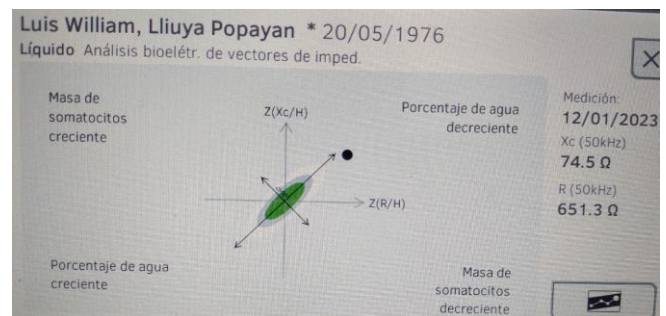 Luis William, Lliuya Popayan * 20/05/1976
Líquido Análisis bioelétr. de vectores de imped.
Masa de
somatocitos
creciente
Z(Xc/H)
Porcentaje de agua
decreciente
Z(R/H)
Porcentaje de agua
creciente
Masa de
somatocitos
decreciente
Medición:
12/01/2023
Xc (50kHz)
74.5 Ω
R (50kHz)
651.3 Ω